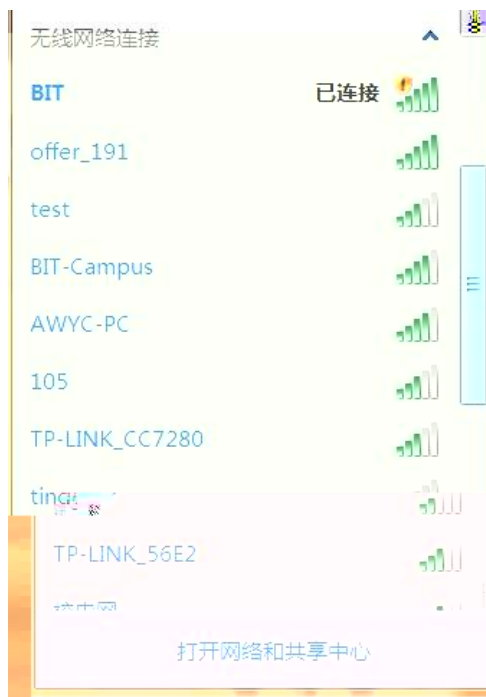 无线网络连接
BIT 已连接
offer_191
test
BIT-Campus
AWYC-PC
105
TP-LINK_CC7280
TP-LINK_56E2
打开网络和共享中心